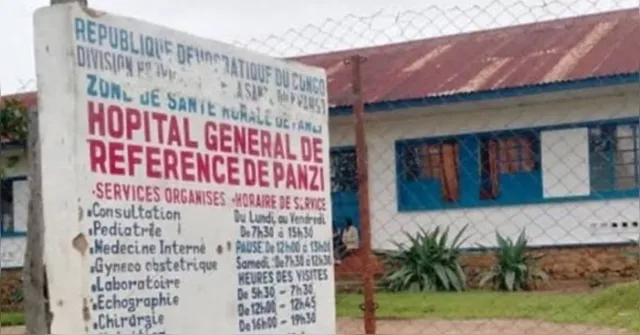 REPUBLIQUE DEMOCRATIQUE DU CONGO
DIVISION
ZONE DE SANTE RURALE DE PANZI
HOPITAL GENERAL DE
REFERENCE DE PANZI
•SERVICES ORGANISES •HORAIRE DE SERVICE
•Consultation Du Lundi, au Vendredi
•Pediatrie De 7h30 à 15h30
•Medecine Interne PAUSE De 12h00 à 13h00
•Gyneco obstetrique Samedi: De 7h30 à 12h30
•Laboratoire HEURES DES VISITES
•Echographie De 5h30 - 7h30
•Chirurgie De 12h00 - 12h45
De 16h00 - 19h30